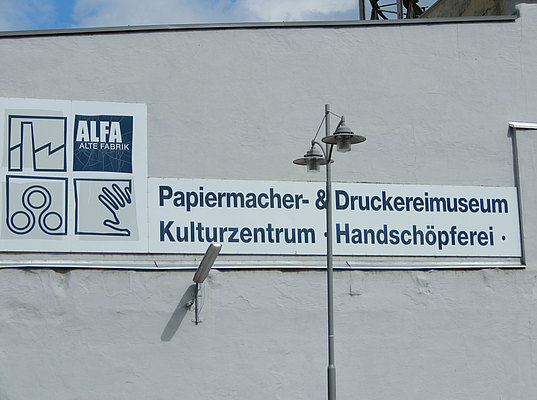 ALFA
ALTE FABRIK
Papiermacher- & Druckereimuseum
Kulturzentrum · Handschöpferei ·